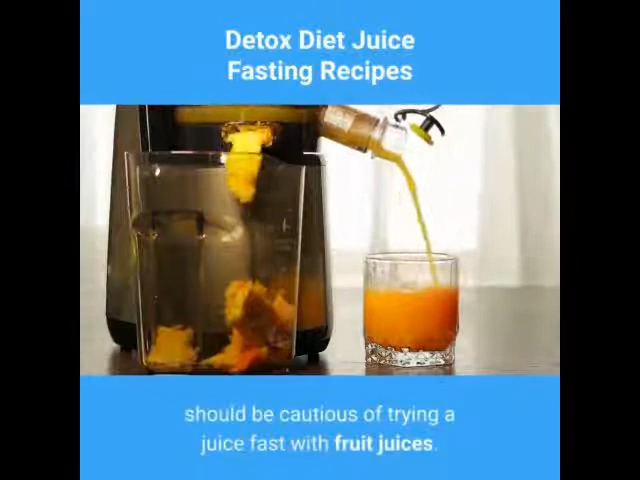 Detox Diet Juice
Fasting Recipes
should be cautious of trying a
juice fast with fruit juices.